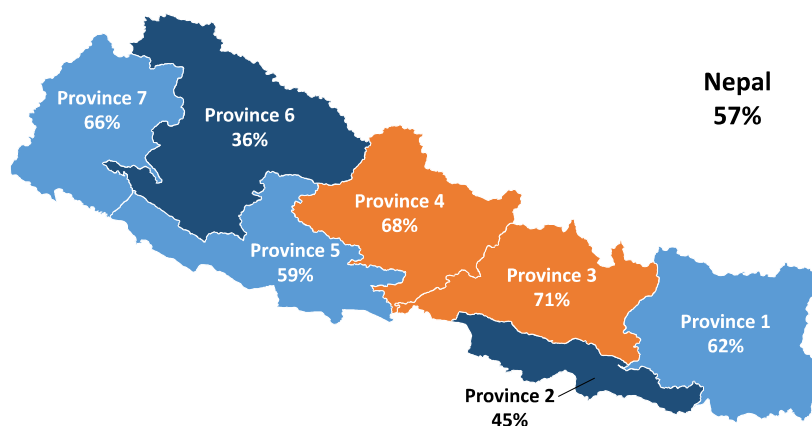 Nepal
57%
Province 7
66%
Province 6
36%
Province 4
68%
Province 5
59%
Province 3
71%
Province 1
62%
Province 2
45%